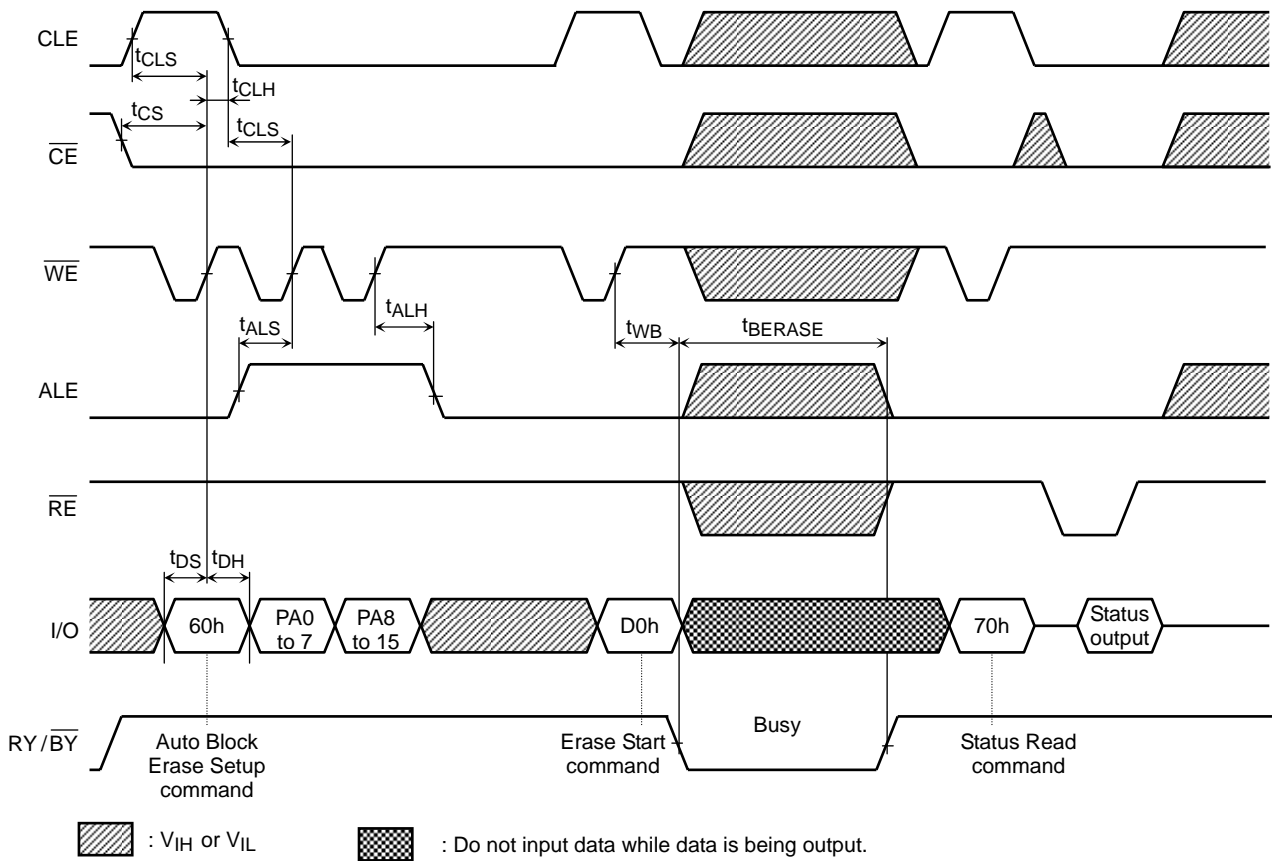 CLE
tCLS
tCLH
tCS
tCLS
CE
WE
tALS
tALH
tWB
tBERASE
ALE
RE
tDS
tDH
I/O
60h
PA0
to 7
PA8
to 15
D0h
70h
Status
output
RY/BY
Busy
Auto Block
Erase Setup
command
Erase Start
command
Status Read
command
: VIH or VIL
: Do not input data while data is being output.